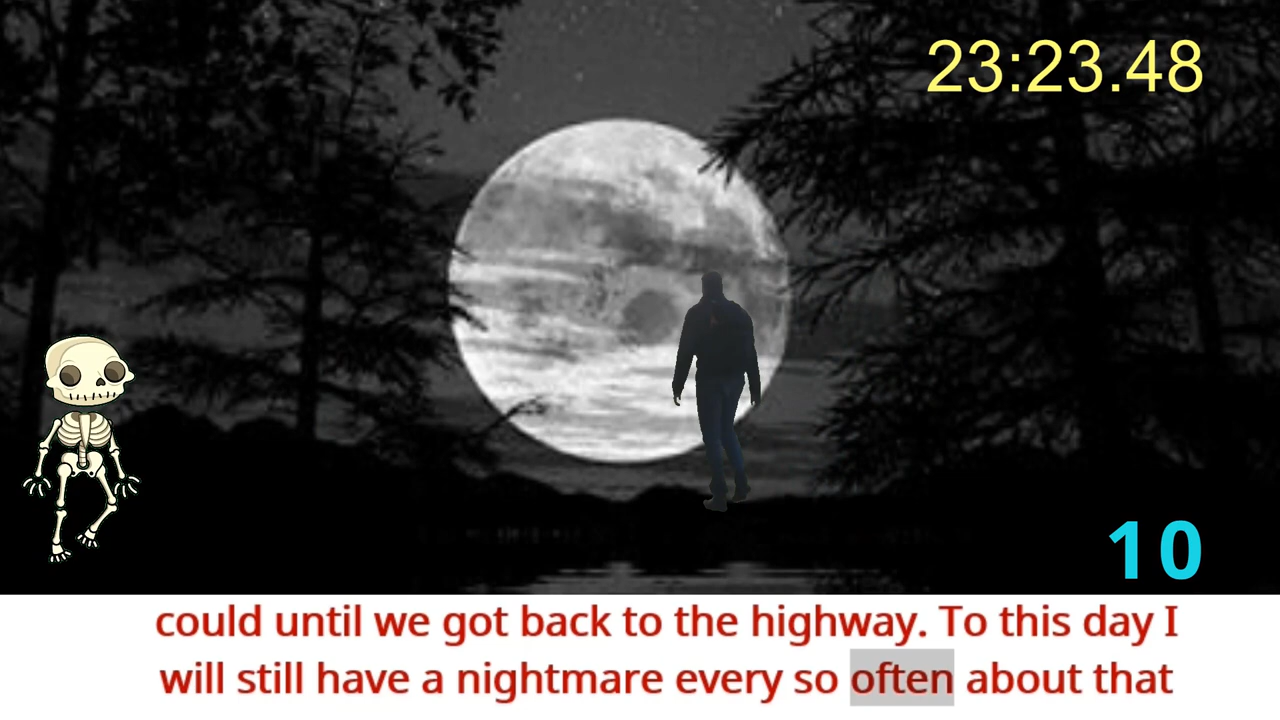 23:23.48
10
could until we got back to the highway. To this day I
will still have a nightmare every so often about that